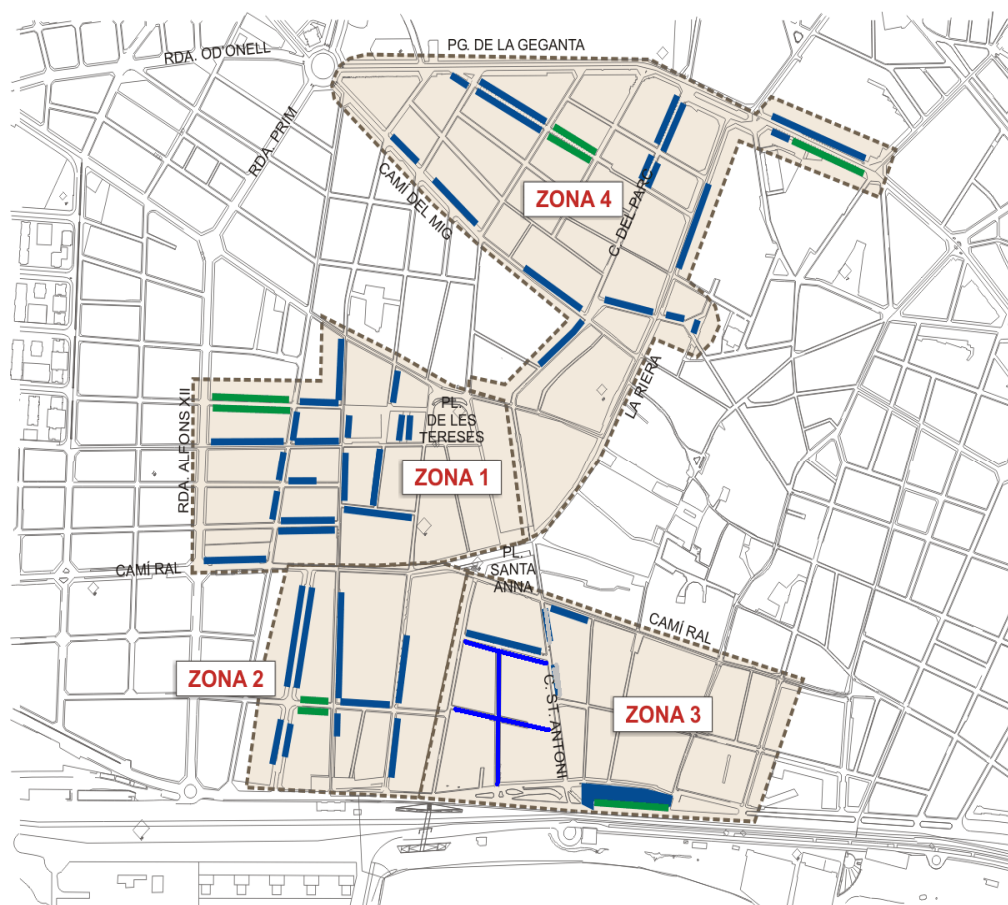 PG. DE LA GEGANTA
RDA. OD'ONELL
RDA. PRIM
CAMÍ DEL MIG
ZONA 4
C. DEL PARC
LA RIERA
RDA. ALFONS XII
PL.
DE LES
TERESES
ZONA 1
CAMÍ RAL
PL.
SANTA
ANNA
CAMÍ RAL
ZONA 2
C. S.T. ANTONI
ZONA 3